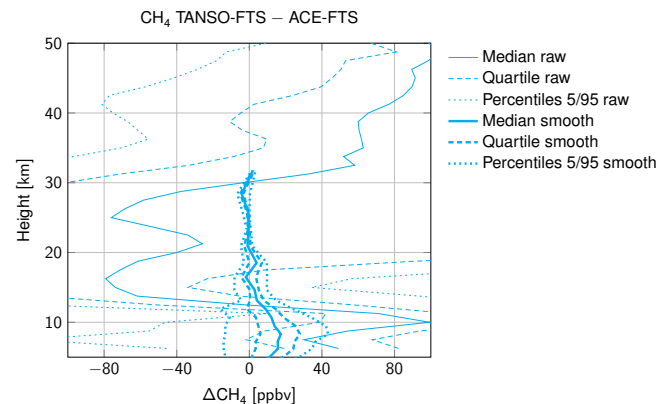 CH₄ TANSO-FTS − ACE-FTS
50
40
30
20
10
Height [km]
−80
−40
0
40
80
ΔCH₄ [ppbv]
Median raw
Quartile raw
Percentiles 5/95 raw
Median smooth
Quartile smooth
Percentiles 5/95 smooth